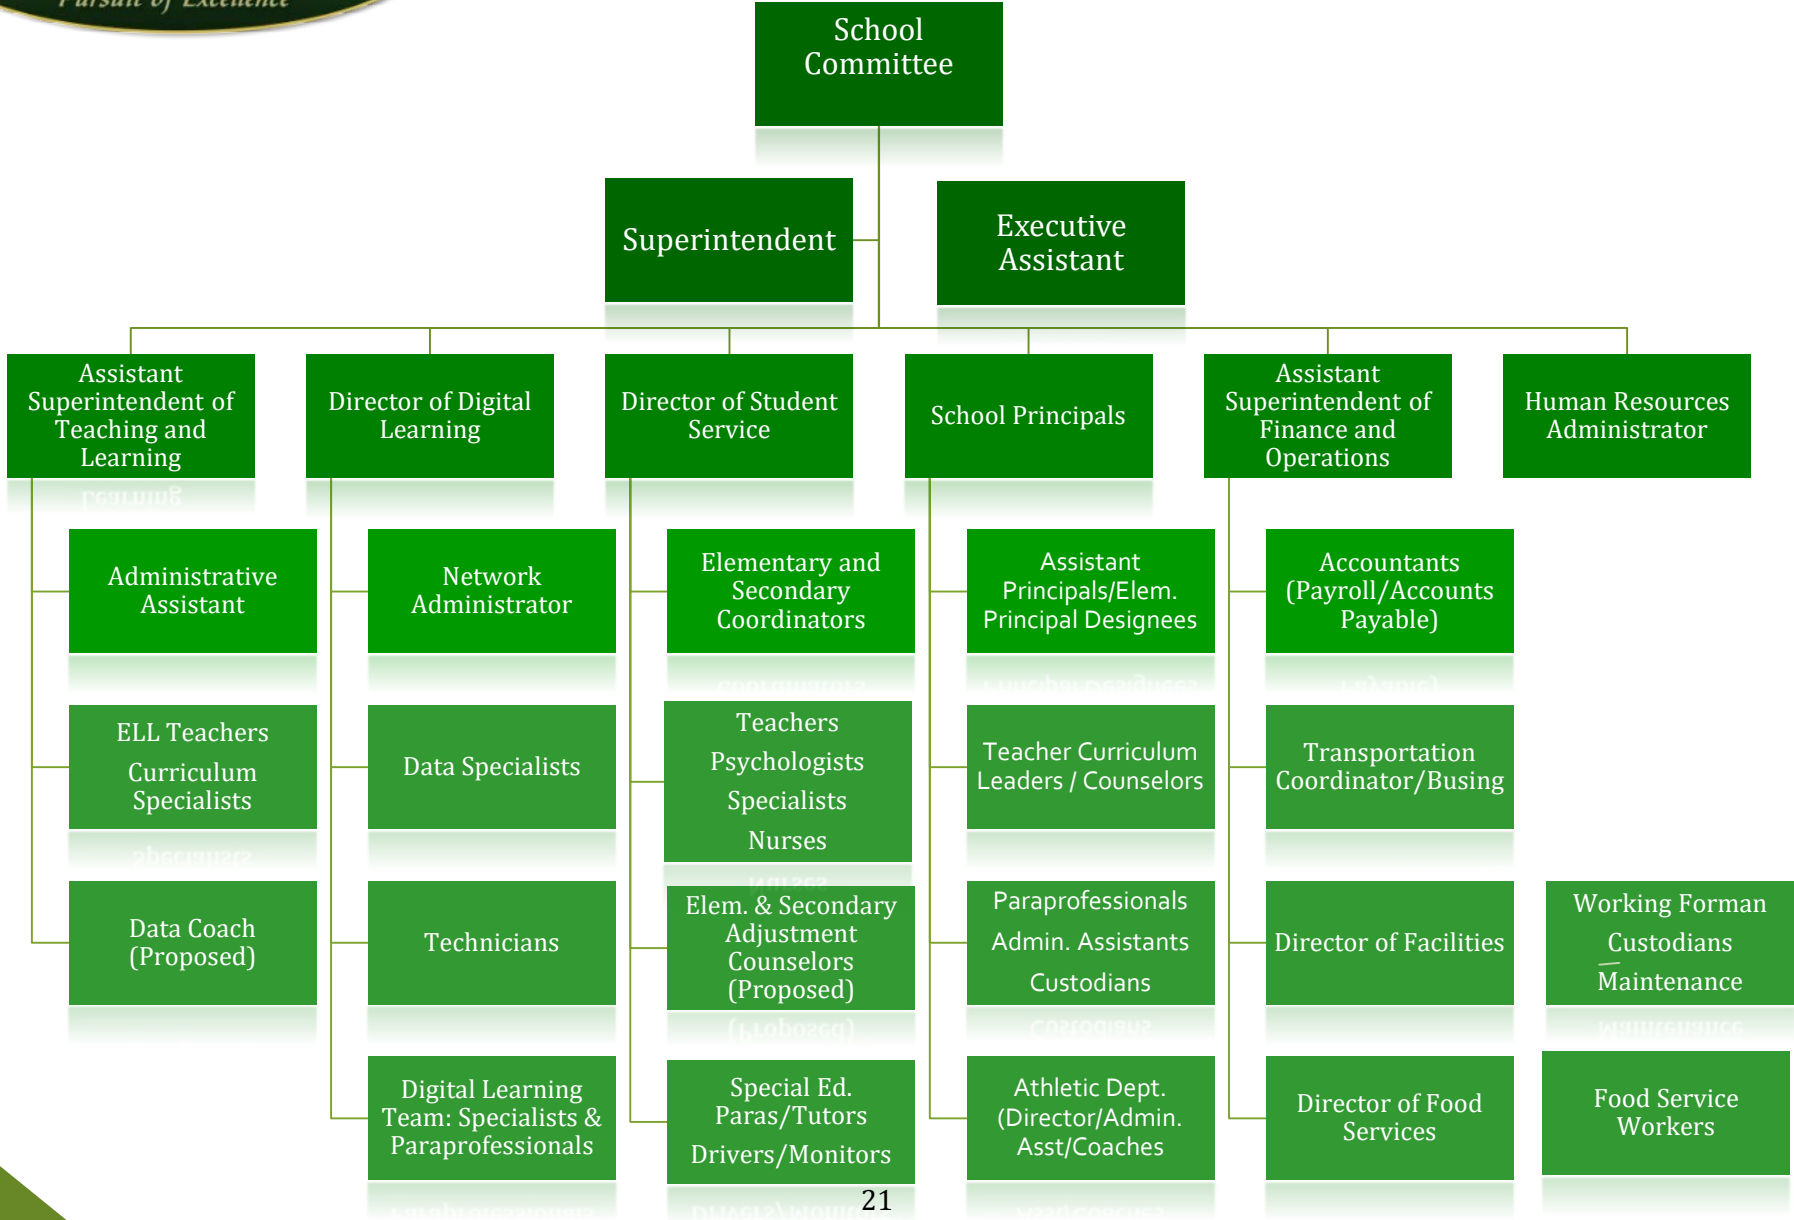 Pursuit of Excellence
School
Committee
Superintendent
Executive
Assistant
Assistant
Superintendent of
Teaching and
Learning
Director of Digital
Learning
Director of Student
Service
School Principals
Assistant
Superintendent of
Finance and
Operations
Human Resources
Administrator
Administrative
Assistant
Network
Administrator
Elementary and
Secondary
Coordinators
Assistant
Principals/Elem.
Principal Designees
Accountants
(Payroll/Accounts
Payable)
ELL Teachers
Curriculum
Specialists
Data Specialists
Teachers
Psychologists
Specialists
Nurses
Teacher Curriculum
Leaders / Counselors
Transportation
Coordinator/Busing
Data Coach
(Proposed)
Technicians
Elem. & Secondary
Adjustment
Counselors
(Proposed)
Paraprofessionals
Admin. Assistants
Custodians
Director of Facilities
Working Forman
Custodians
Maintenance
Digital Learning
Team: Specialists &
Paraprofessionals
Special Ed.
Paras/Tutors
Drivers/Monitors
Athletic Dept.
(Director/Admin.
Asst/Coaches
Director of Food
Services
Food Service
Workers
21